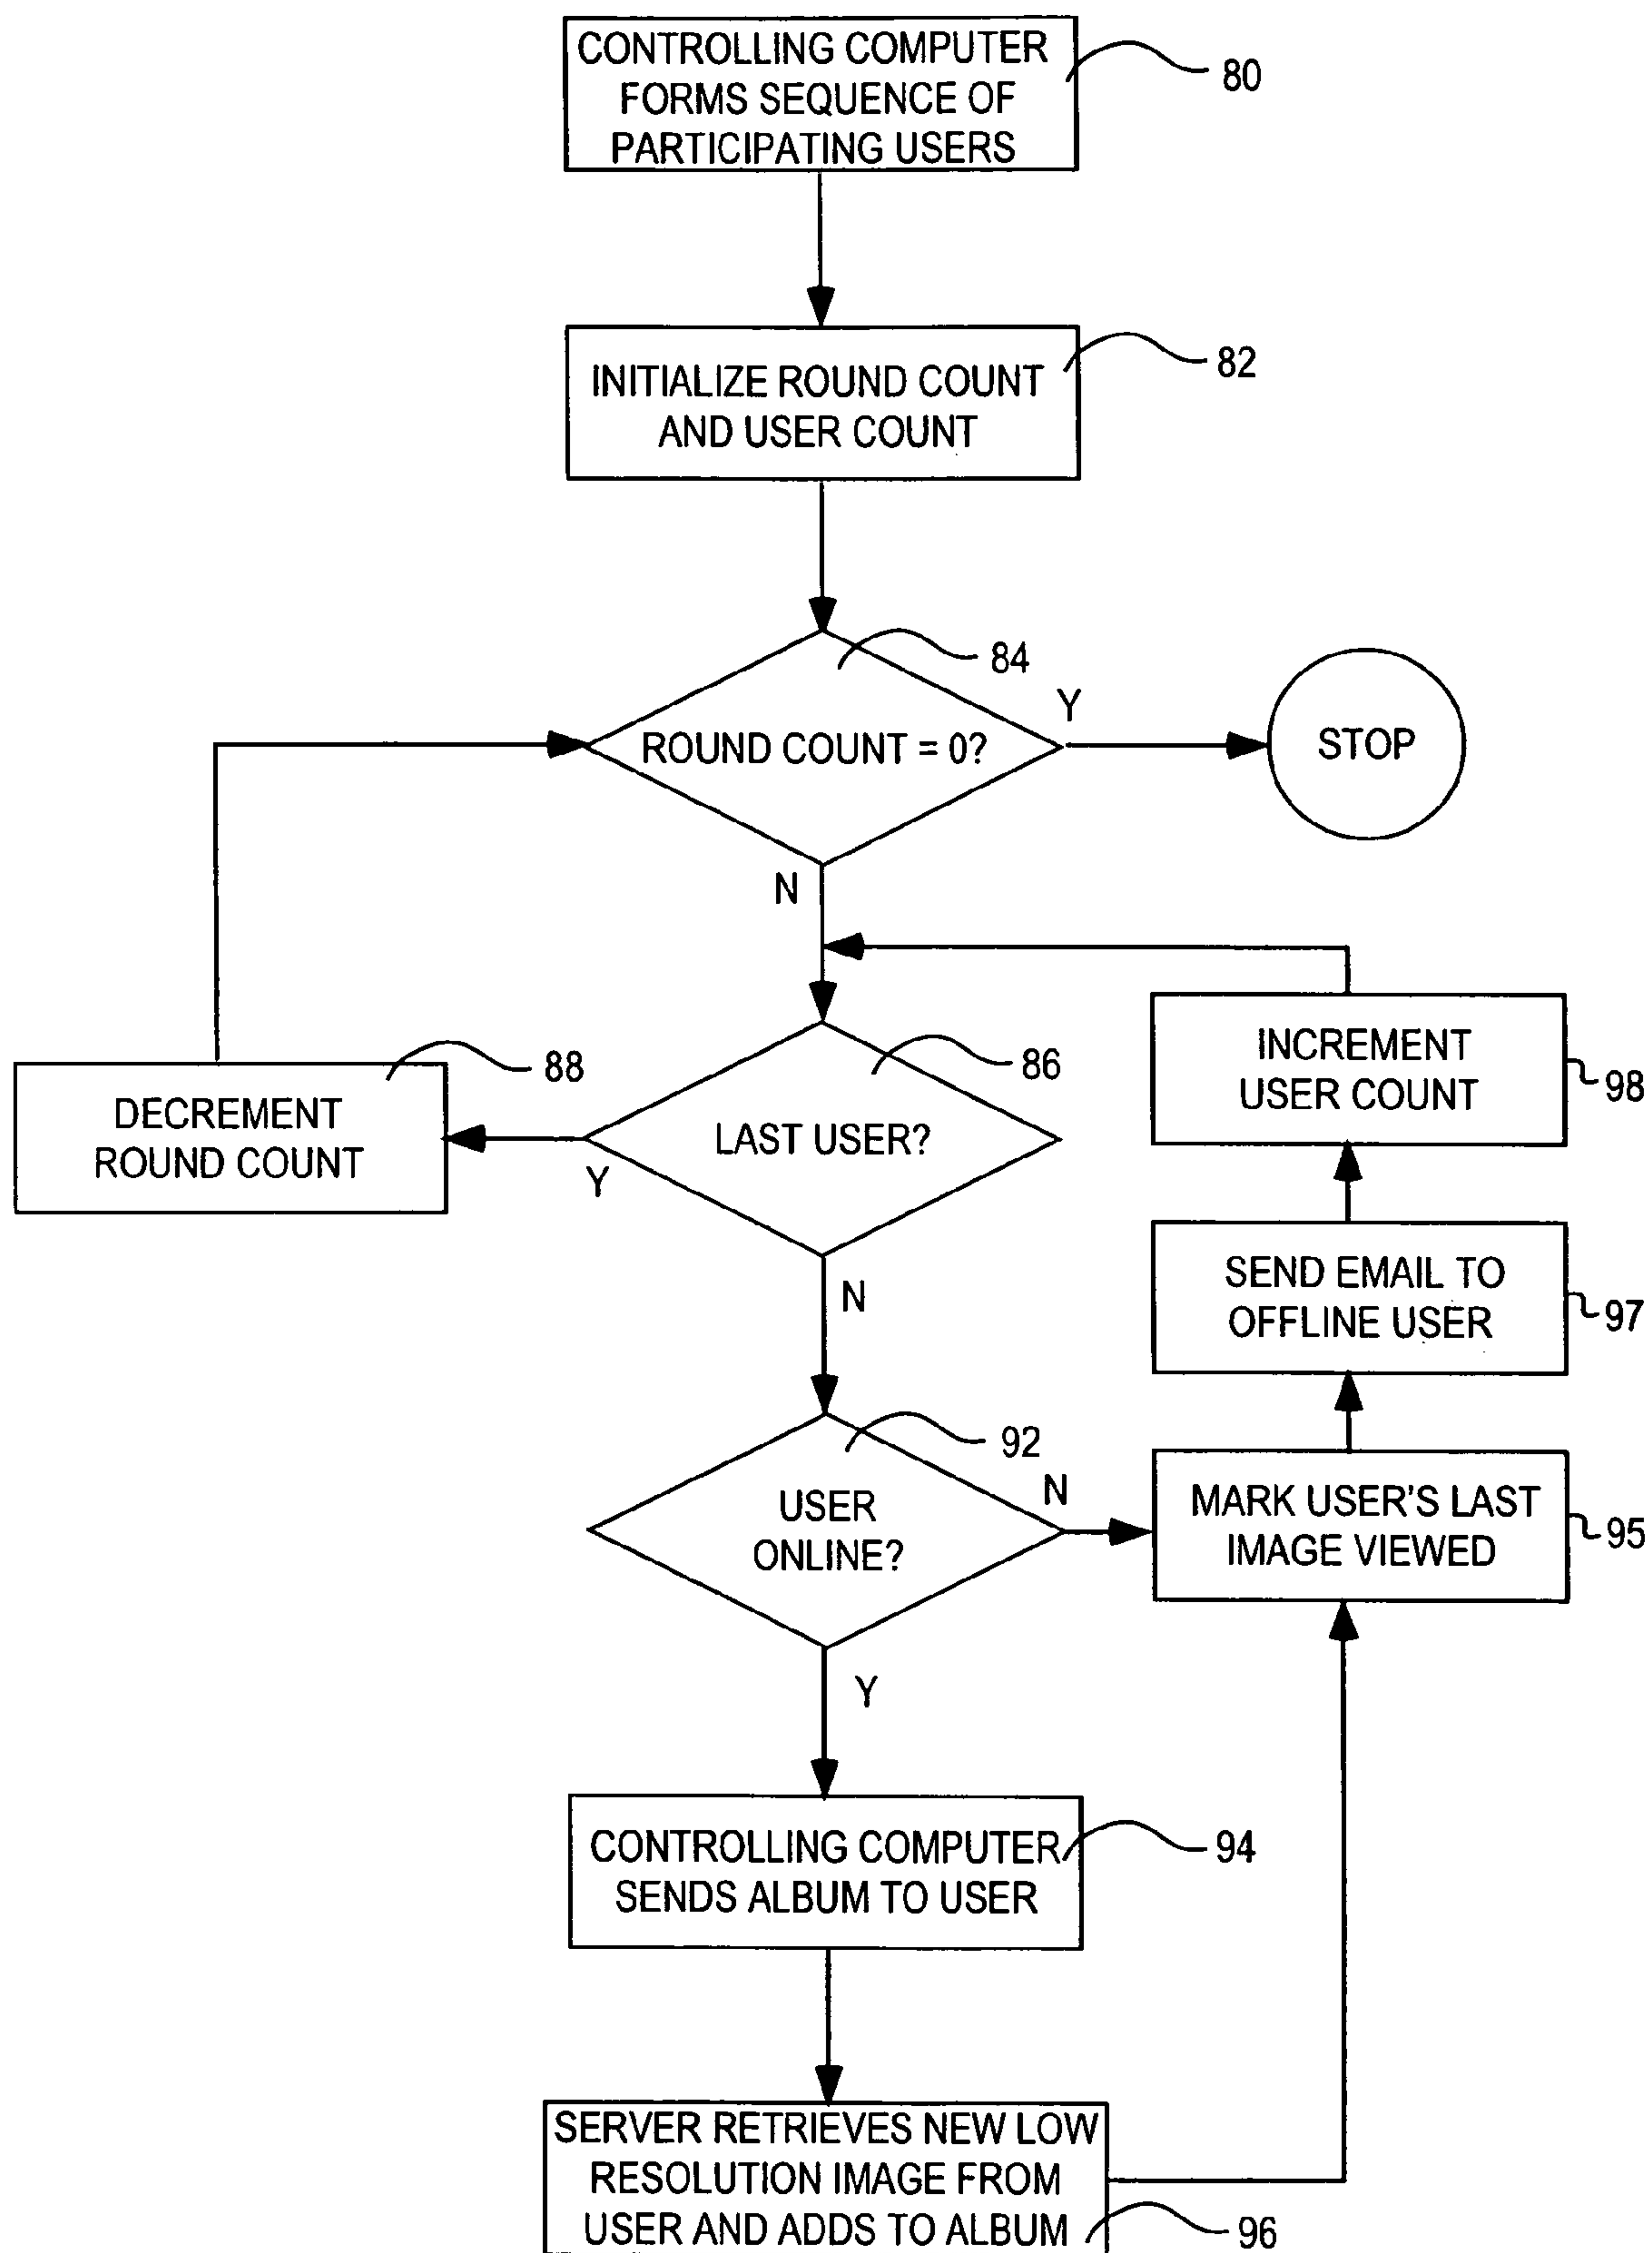 CONTROLLING COMPUTER
FORMS SEQUENCE OF
PARTICIPATING USERS
80
INITIALIZE ROUND COUNT
AND USER COUNT
82
84
ROUND COUNT = 0?
Y
STOP
N
86
LAST USER?
Y
88
DECREMENT
ROUND COUNT
N
INCREMENT
USER COUNT
98
SEND EMAIL TO
OFFLINE USER
97
92
USER
ONLINE?
N
MARK USER'S LAST
IMAGE VIEWED
95
Y
CONTROLLING COMPUTER
SENDS ALBUM TO USER
94
SERVER RETRIEVES NEW LOW
RESOLUTION IMAGE FROM
USER AND ADDS TO ALBUM
96